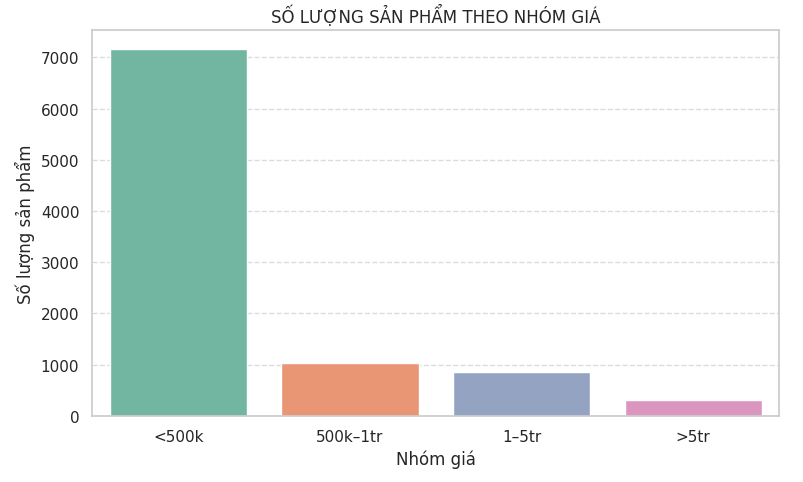 SỐ LƯỢNG SẢN PHẨM THEO NHÓM GIÁ
Số lượng sản phẩm
7000
6000
5000
4000
3000
2000
1000
0
<500k
500k–1tr
1–5tr
>5tr
Nhóm giá